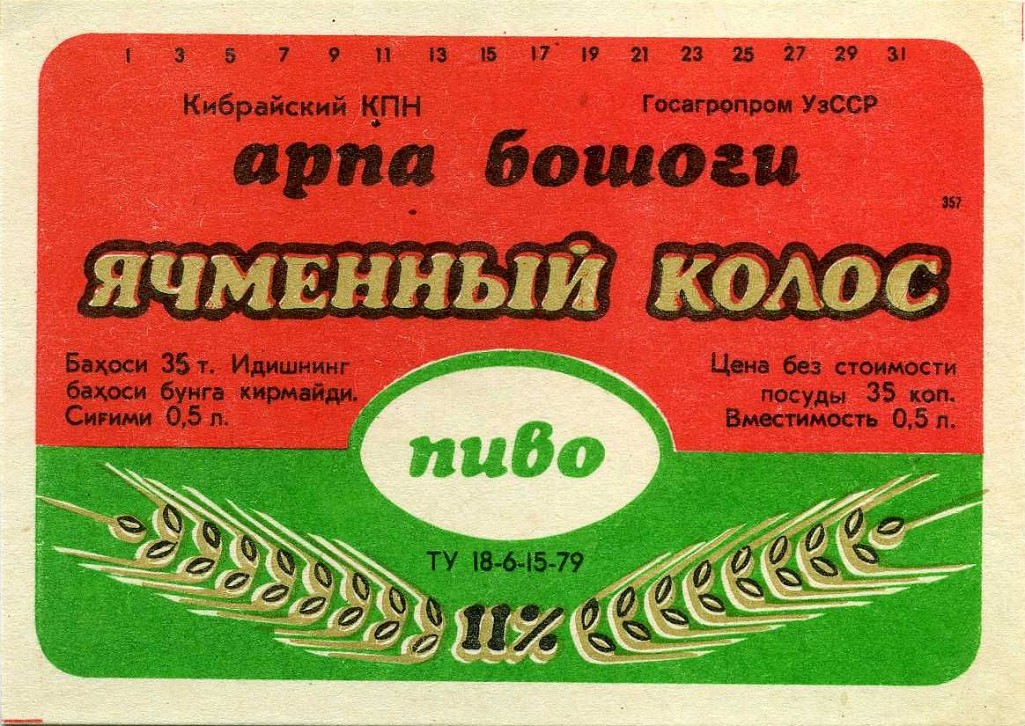 1 3 5 7 9 11 13 15 17 19 21 23 25 27 29 31
Кибрайский КПН
Госагропром УзССР
арпа бошоги
357
ЯЧМЕННЫЙ КОЛОС
Баҳоси 35 т. Идишнинг
баҳоси бунга кирмайди.
Сиғими 0,5 л.
Цена без стоимости
посуды 35 коп.
Вместимость 0,5 л.
пиво
ТУ 18-6-15-79
11%